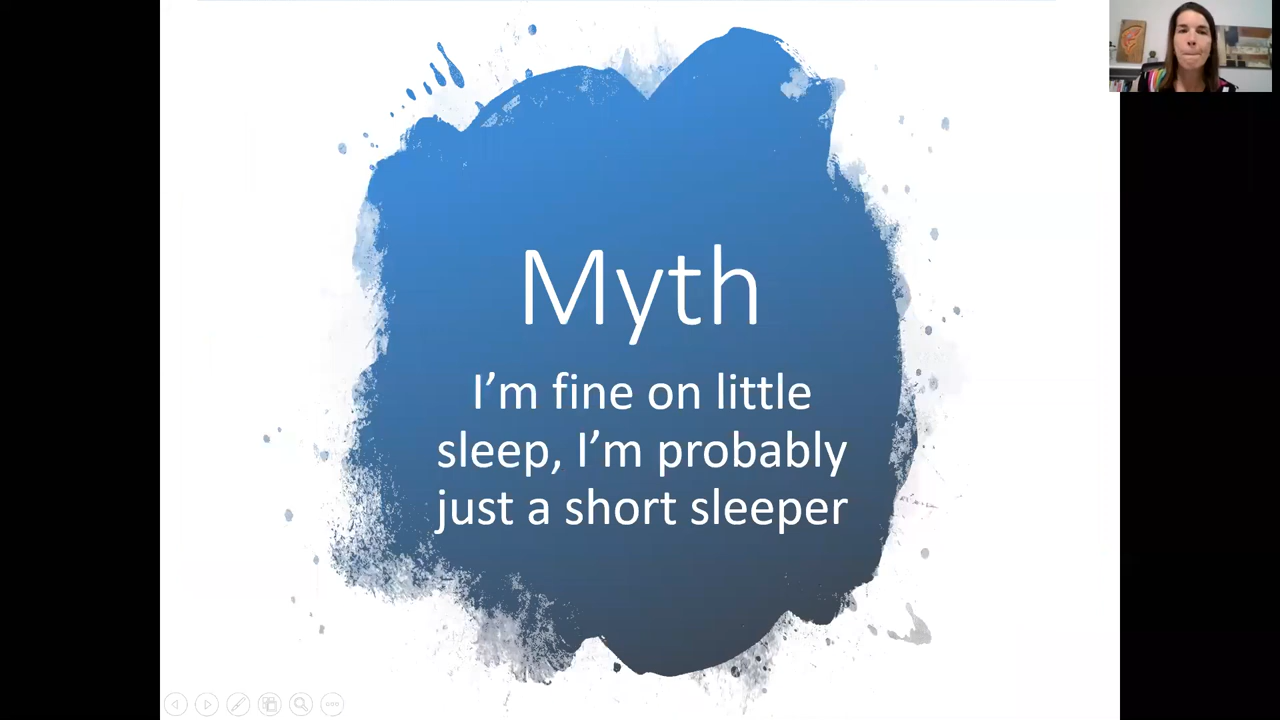 Myth
I’m fine on little
sleep, I’m probably
just a short sleeper